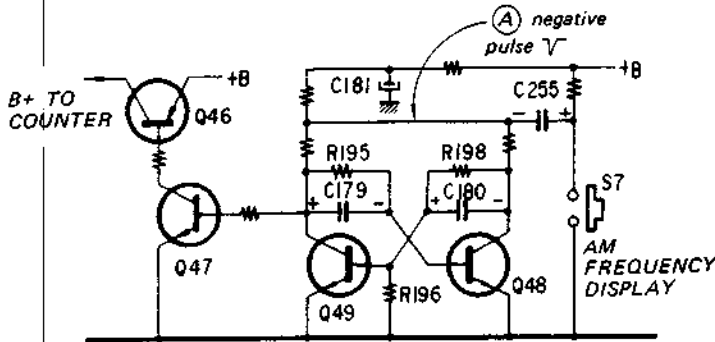 A negative
pulse
+B
C181
C255
+B
B+ TO
COUNTER
Q46
- +
R195
R198
C179
C180
S7
+ -
+ -
Q47
AM
FREQUENCY
DISPLAY
Q49
R196
Q48